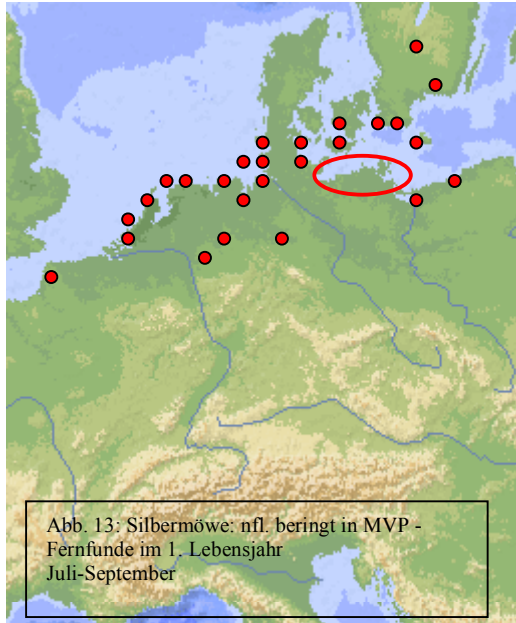 Abb. 13: Silbermöwe: nfl. beringt in MVP -
Fernfunde im 1. Lebensjahr
Juli-September